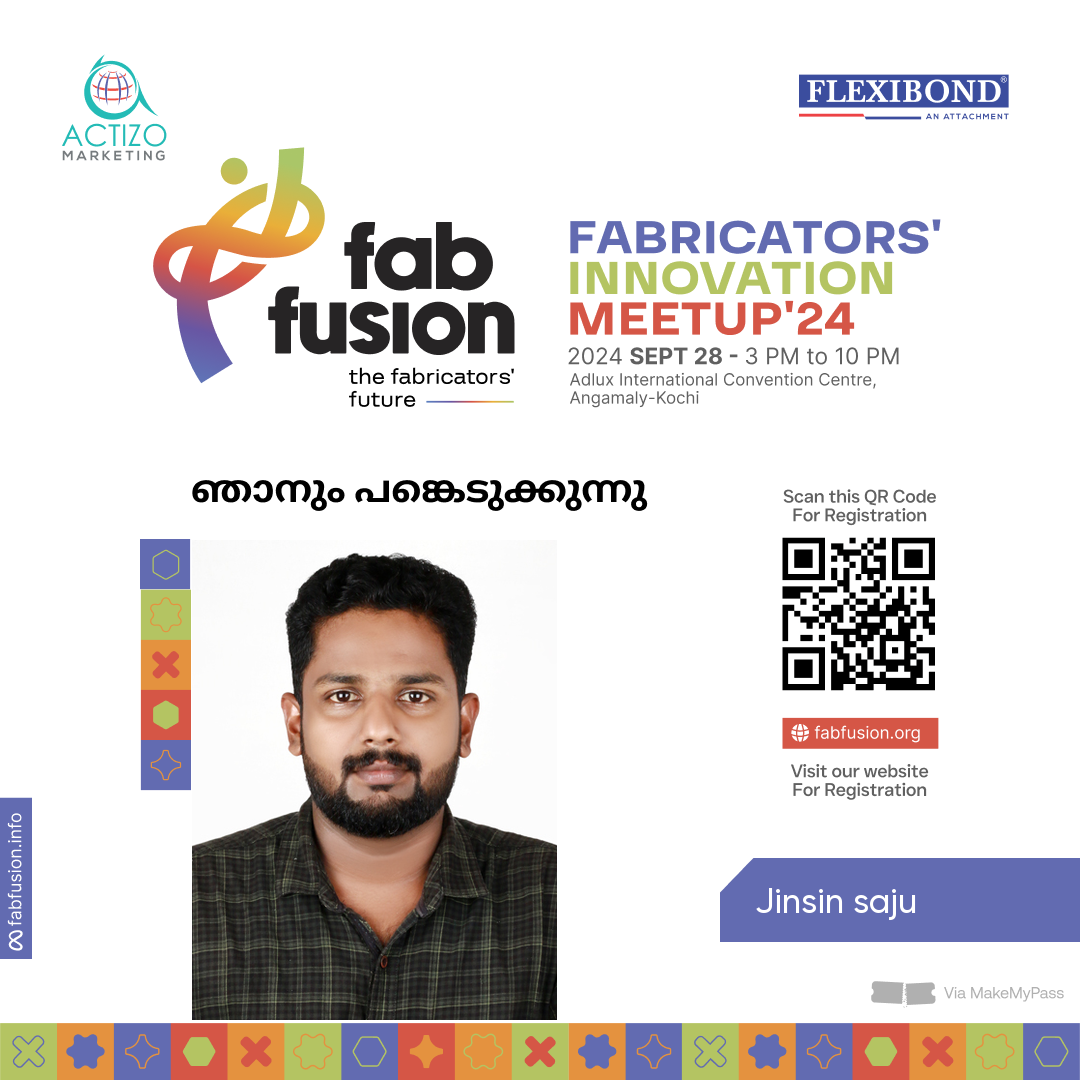 ACTIZO
MARKETING
FLEXIBOND®
AN ATTACHMENT
fab
fusion
the fabricators'
future
FABRICATORS'
INNOVATION
MEETUP'24
2024 SEPT 28 - 3 PM to 10 PM
Adlux International Convention Centre,
Angamaly-Kochi
ഞാനും പങ്കെടുക്കുന്നു
Scan this QR Code
For Registration
fabfusion.org
Visit our website
For Registration
fabfusion.info
Jinsin saju
Via MakeMyPass